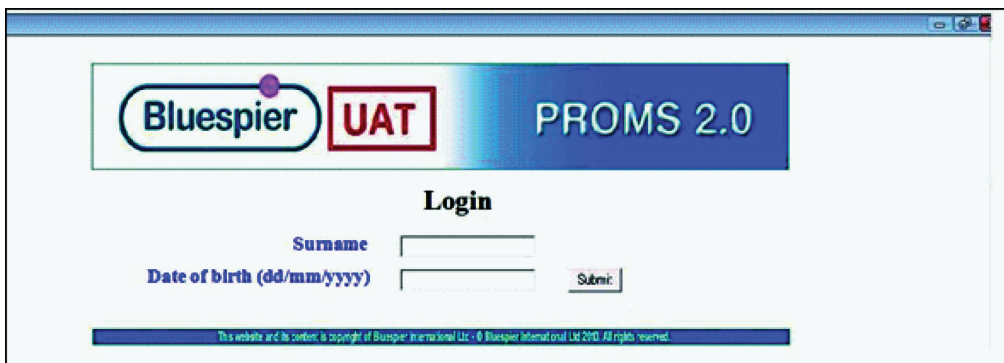 Bluespier UAT PROMS 2.0
Login
Surname
Date of birth (dd/mm/yyyy)
Submit
This website and its content is copyright of Bluespier International Ltd - © Bluespier International Ltd 2010. All rights reserved.